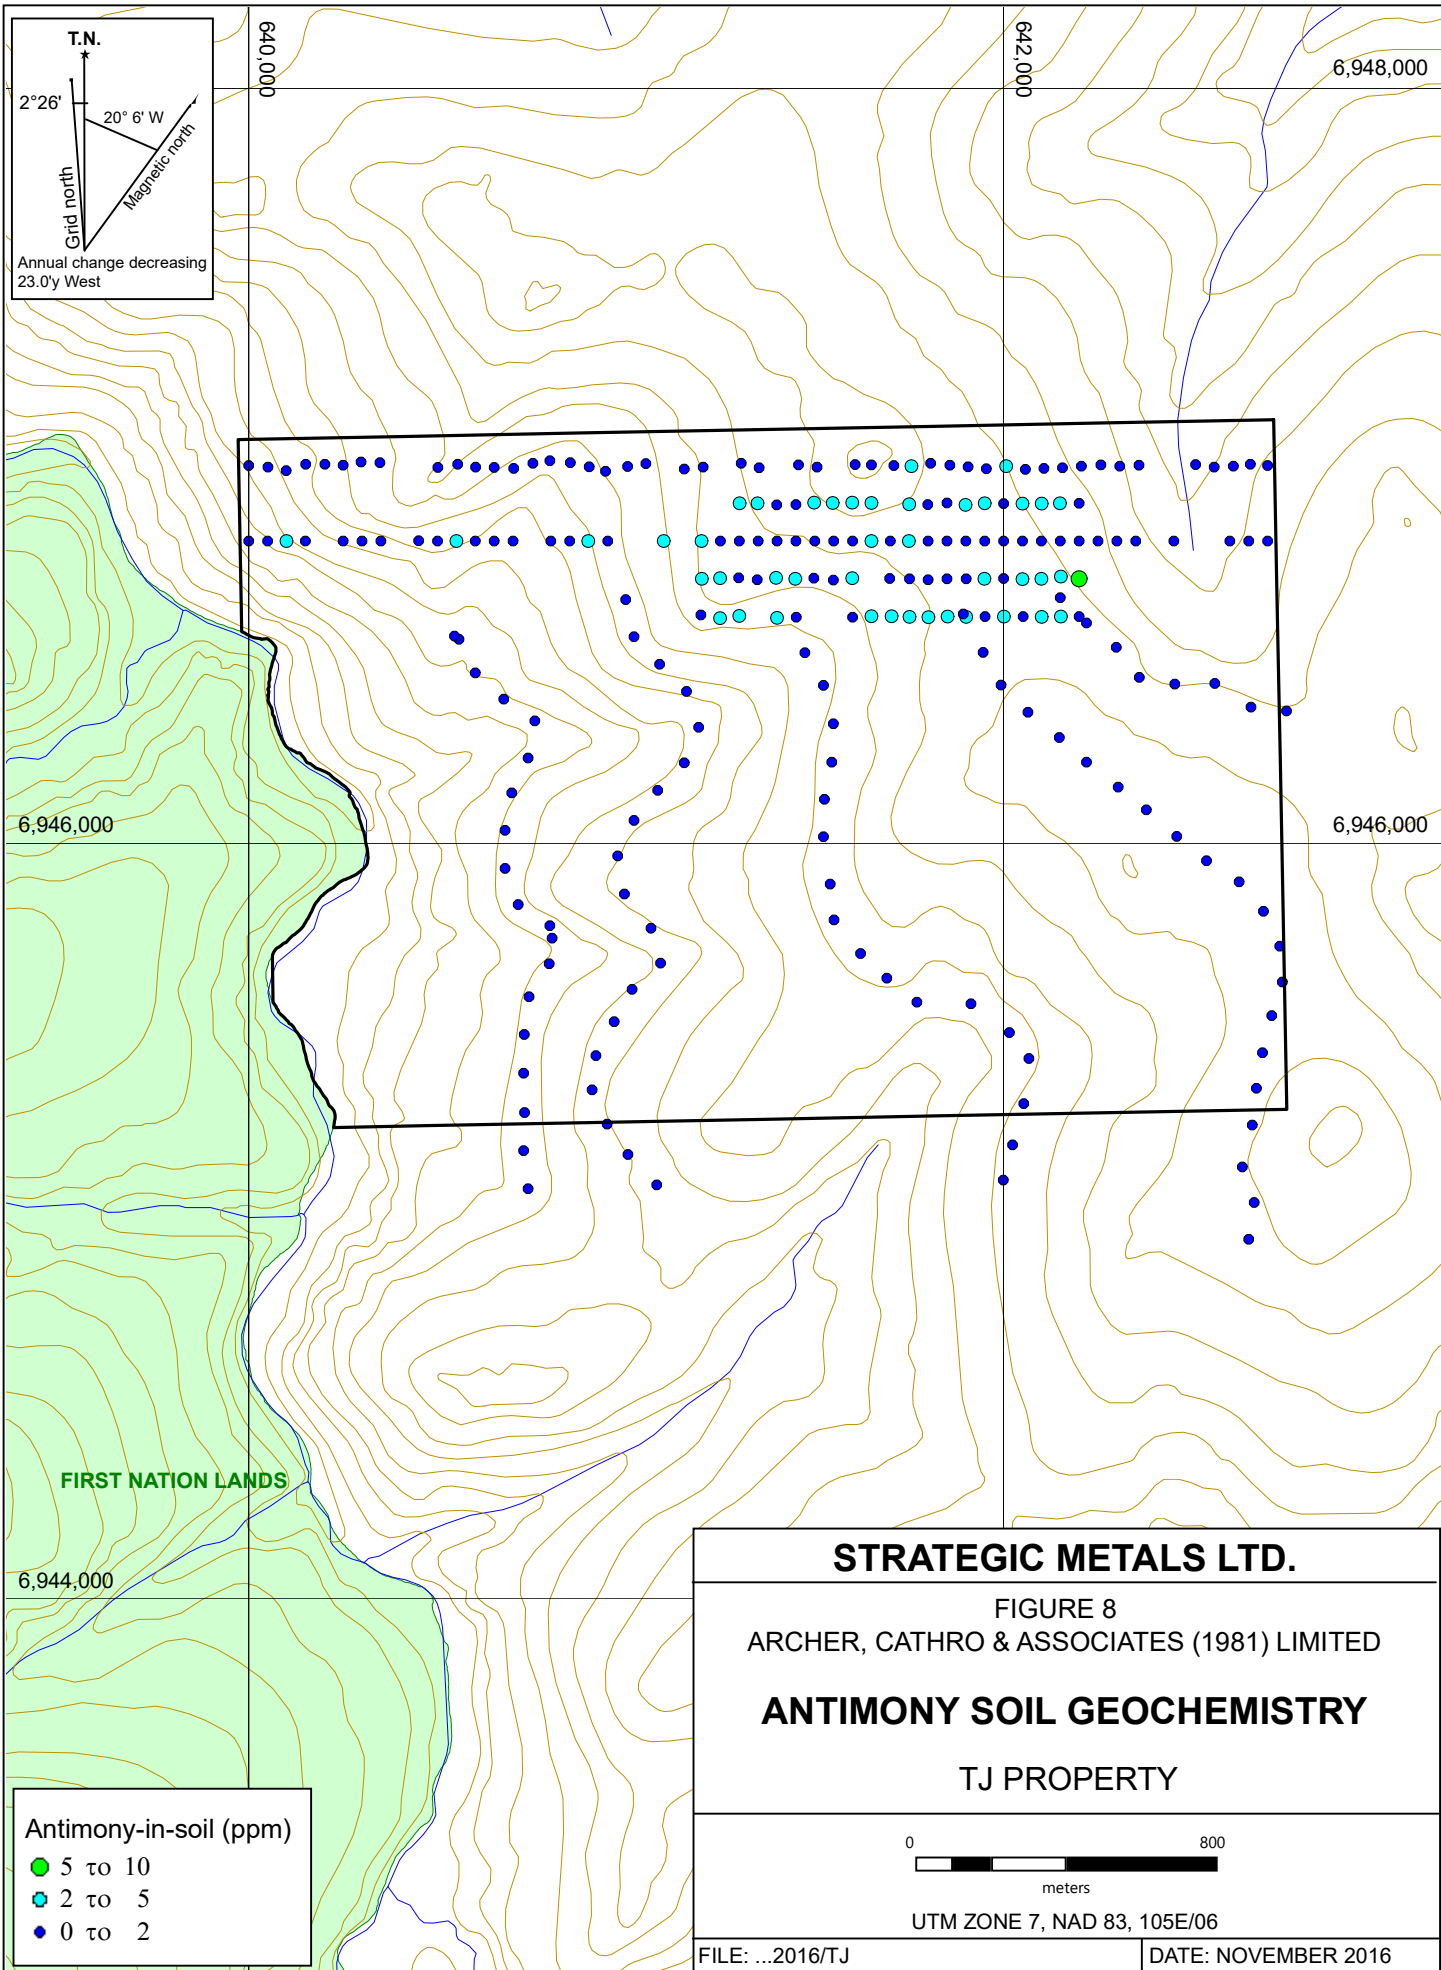 T.N.
2°26'
20° 6' W
Grid north
Magnetic north
Annual change decreasing
23.0'y West
640,000
642,000
6,948,000
6,946,000
6,946,000
FIRST NATION LANDS
6,944,000
STRATEGIC METALS LTD.
FIGURE 8
ARCHER, CATHRO & ASSOCIATES (1981) LIMITED
ANTIMONY SOIL GEOCHEMISTRY
TJ PROPERTY
0 800
meters
UTM ZONE 7, NAD 83, 105E/06
FILE: ...2016/TJ
DATE: NOVEMBER 2016
Antimony-in-soil (ppm)
5 το 10
2 το 5
0 το 2